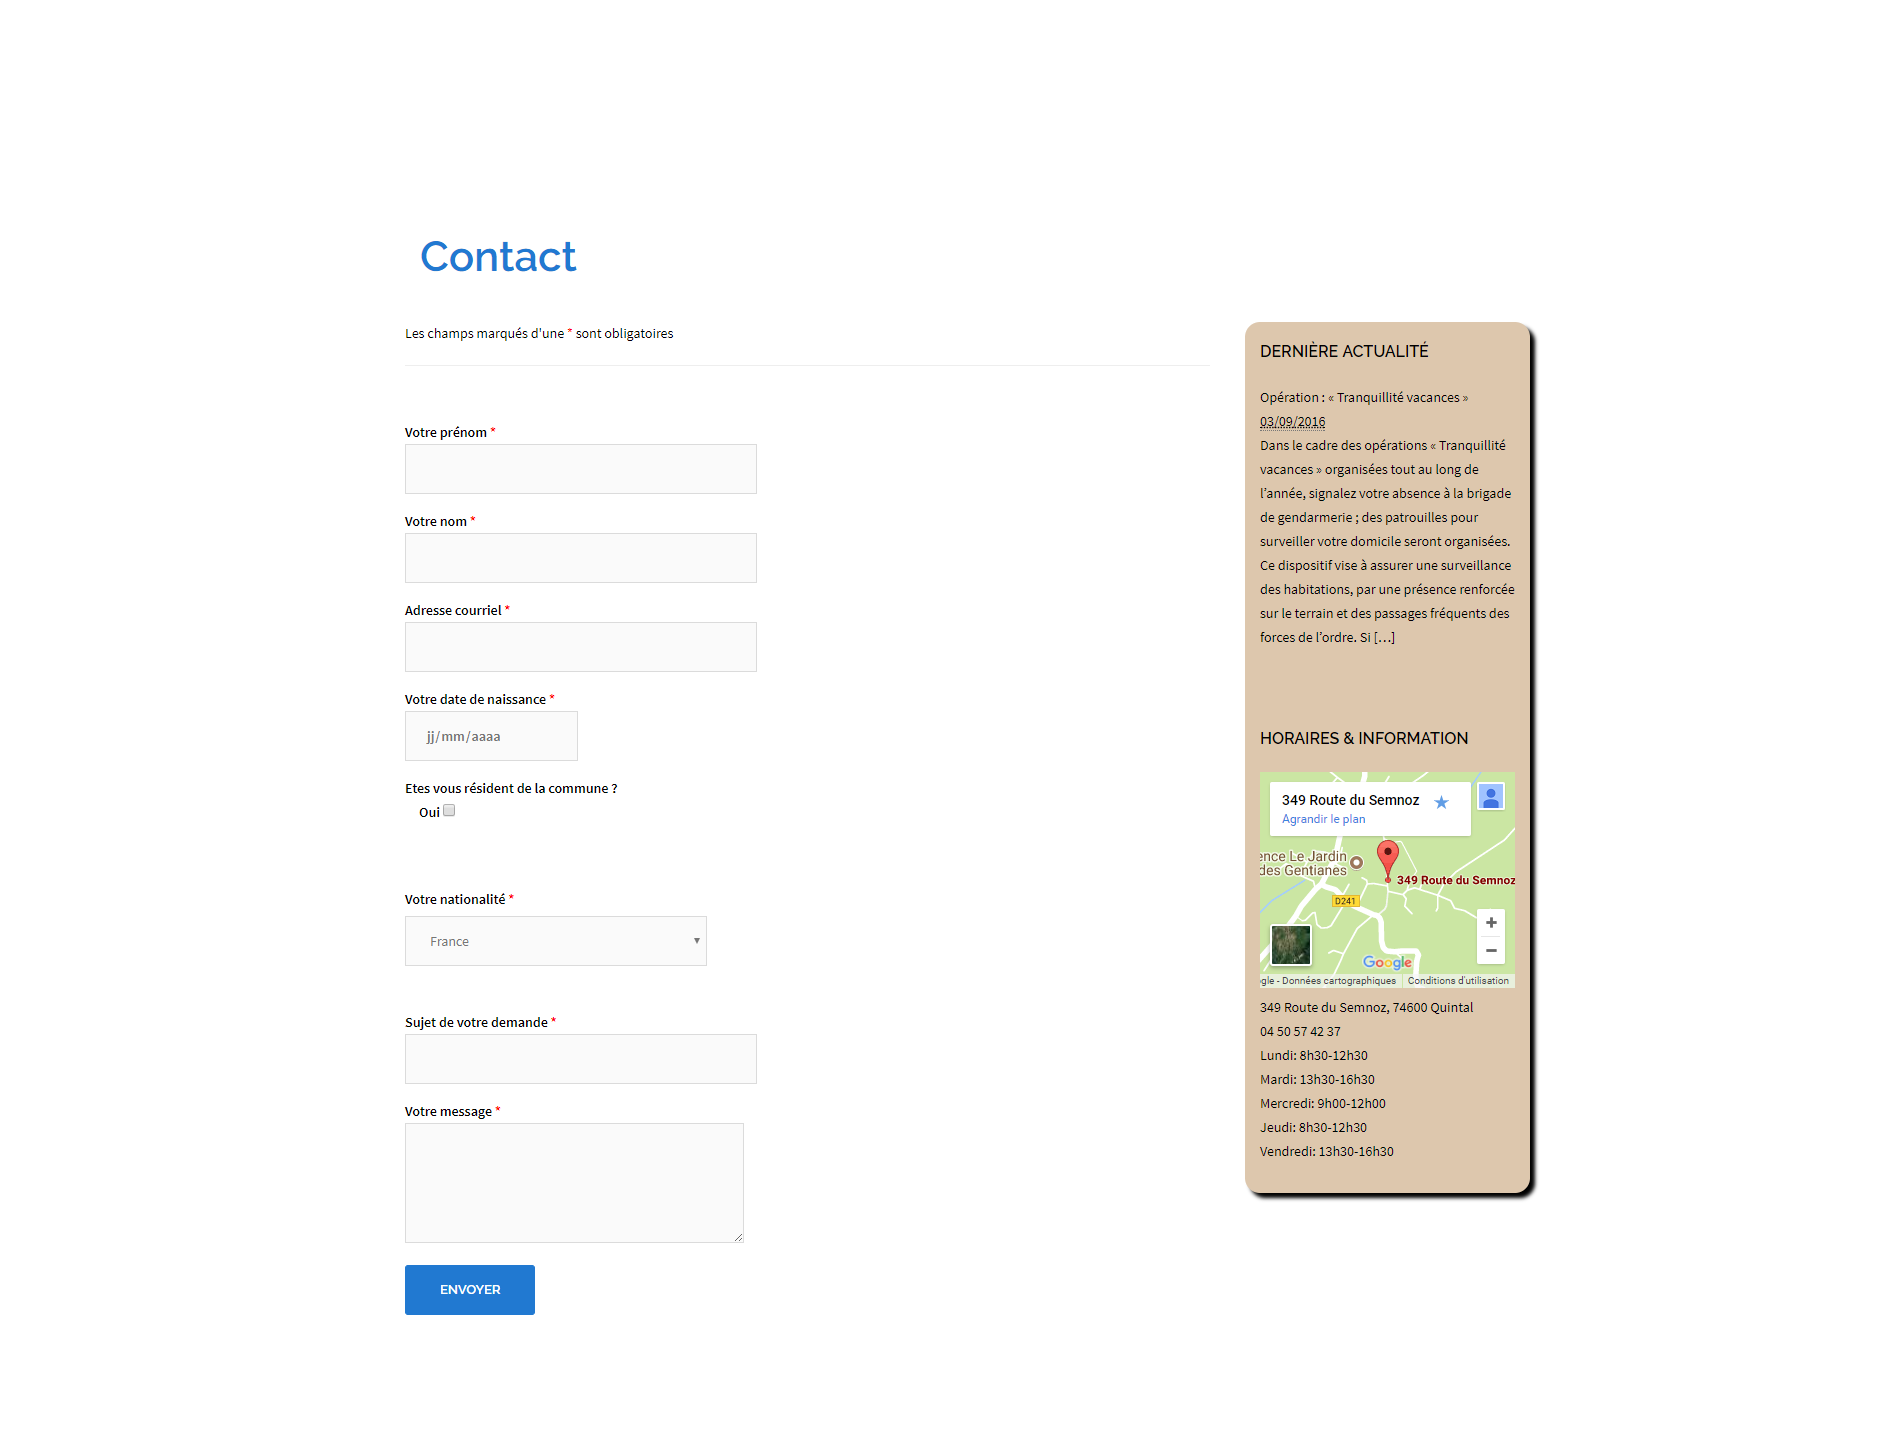 Contact
Les champs marqués d'une * sont obligatoires
Votre prénom *
Votre nom *
Adresse courriel *
Votre date de naissance *
jj/mm/aaaa
Etes vous résident de la commune ?
Oui
Votre nationalité *
France
Sujet de votre demande *
Votre message *
ENVOYER
DERNIÈRE ACTUALITÉ
Opération : « Tranquillité vacances »
03/09/2016
Dans le cadre des opérations « Tranquillité
vacances » organisées tout au long de
l’année, signalez votre absence à la brigade
de gendarmerie ; des patrouilles pour
surveiller votre domicile seront organisées.
Ce dispositif vise à assurer une surveillance
des habitations, par une présence renforcée
sur le terrain et des passages fréquents des
forces de l’ordre. Si […]
HORAIRES & INFORMATION
349 Route du Semnoz
Agrandir le plan
ence Le Jardin
des Gentianes
349 Route du Semnoz
D241
Google
gle - Données cartographiques Conditions d'utilisation
349 Route du Semnoz, 74600 Quintal
04 50 57 42 37
Lundi: 8h30-12h30
Mardi: 13h30-16h30
Mercredi: 9h00-12h00
Jeudi: 8h30-12h30
Vendredi: 13h30-16h30